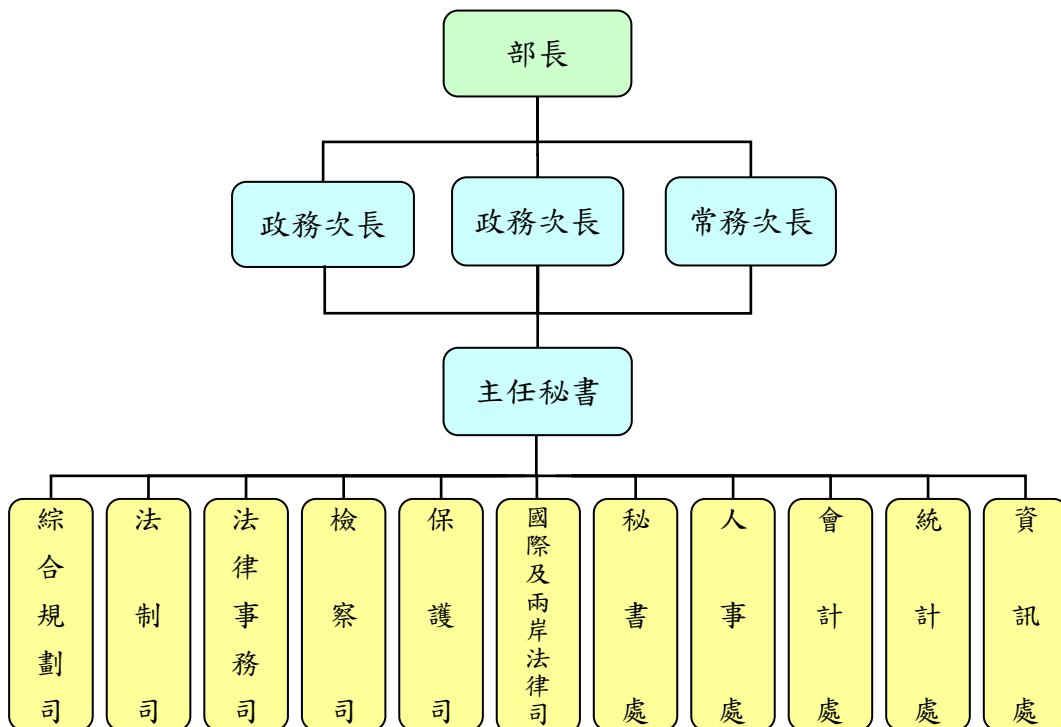 部長
政務次長
政務次長
常務次長
主任秘書
綜合規劃司
法制司
法律事務司
檢察司
保護司
國際及兩岸法律司
秘書處
人事處
會計處
統計處
資訊處